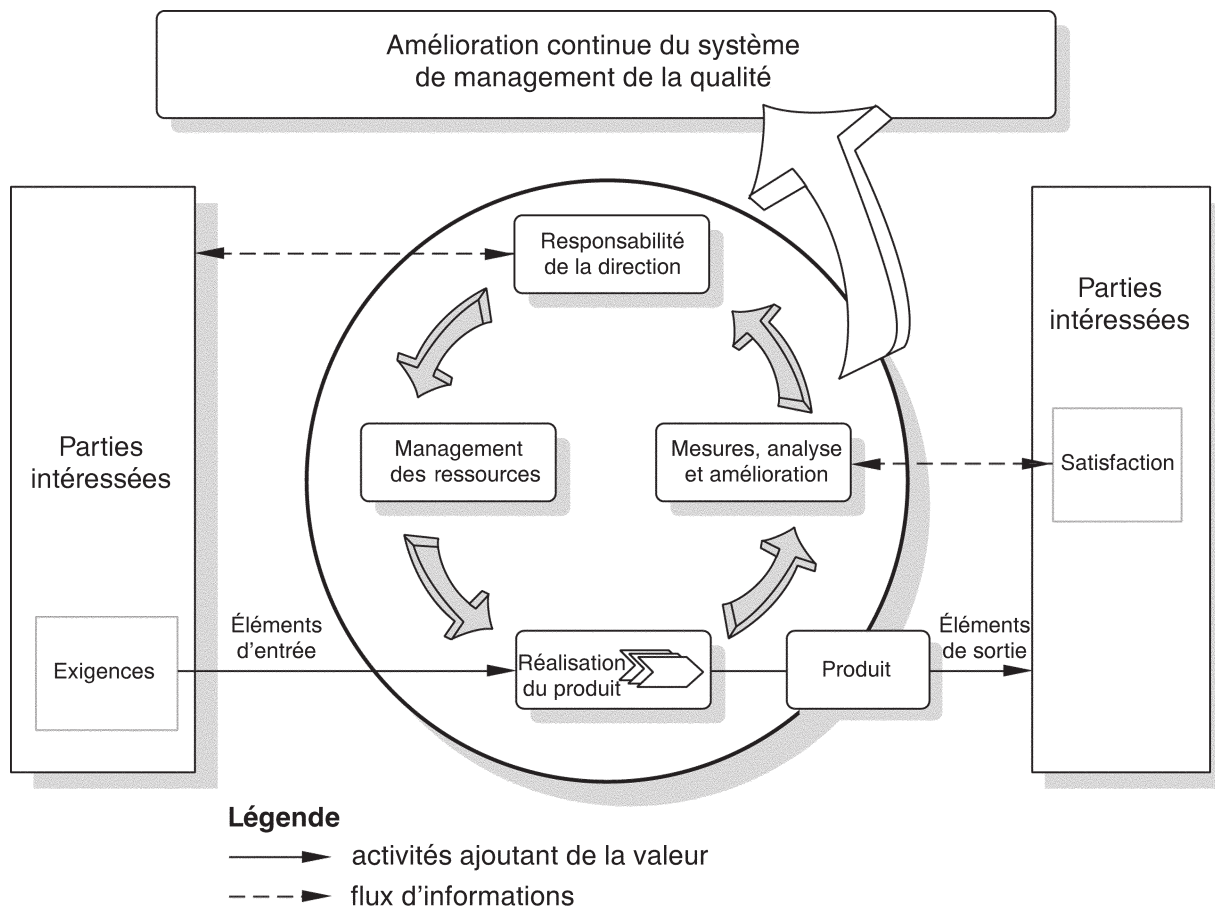 Amélioration continue du système
de management de la qualité
Responsabilité
de la direction
Parties
intéressées
Parties
intéressées
Management
des ressources
Mesures, analyse
et amélioration
Satisfaction
Exigences
Éléments
d'entrée
Réalisation
du produit
Produit
Éléments
de sortie
Légende
activités ajoutant de la valeur
flux d'informations